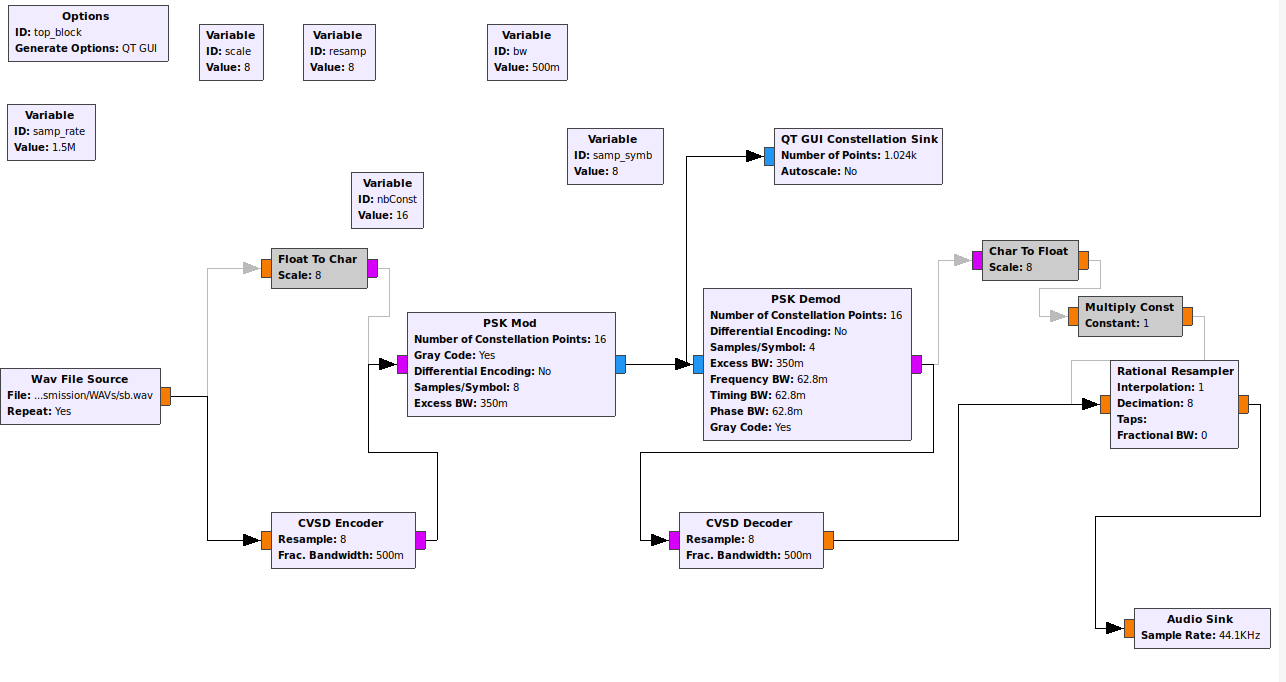 Options
ID: top_block
Generate Options: QT GUI
Variable
ID: scale
Value: 8
Variable
ID: resamp
Value: 8
Variable
ID: bw
Value: 500m
Variable
ID: samp_rate
Value: 1.5M
Variable
ID: samp_symb
Value: 8
QT GUI Constellation Sink
Number of Points: 1.024k
Autoscale: No
Variable
ID: nbConst
Value: 16
Float To Char
Scale: 8
Char To Float
Scale: 8
Multiply Const
Constant: 1
PSK Mod
Number of Constellation Points: 16
Gray Code: Yes
Differential Encoding: No
Samples/Symbol: 8
Excess BW: 350m
PSK Demod
Number of Constellation Points: 16
Differential Encoding: No
Samples/Symbol: 4
Excess BW: 350m
Frequency BW: 62.8m
Timing BW: 62.8m
Phase BW: 62.8m
Gray Code: Yes
Wav File Source
File: ...smission/WAVs/sb.wav
Repeat: Yes
Rational Resampler
Interpolation: 1
Decimation: 8
Taps:
Fractional BW: 0
CVSD Encoder
Resample: 8
Frac. Bandwidth: 500m
CVSD Decoder
Resample: 8
Frac. Bandwidth: 500m
Audio Sink
Sample Rate: 44.1KHz